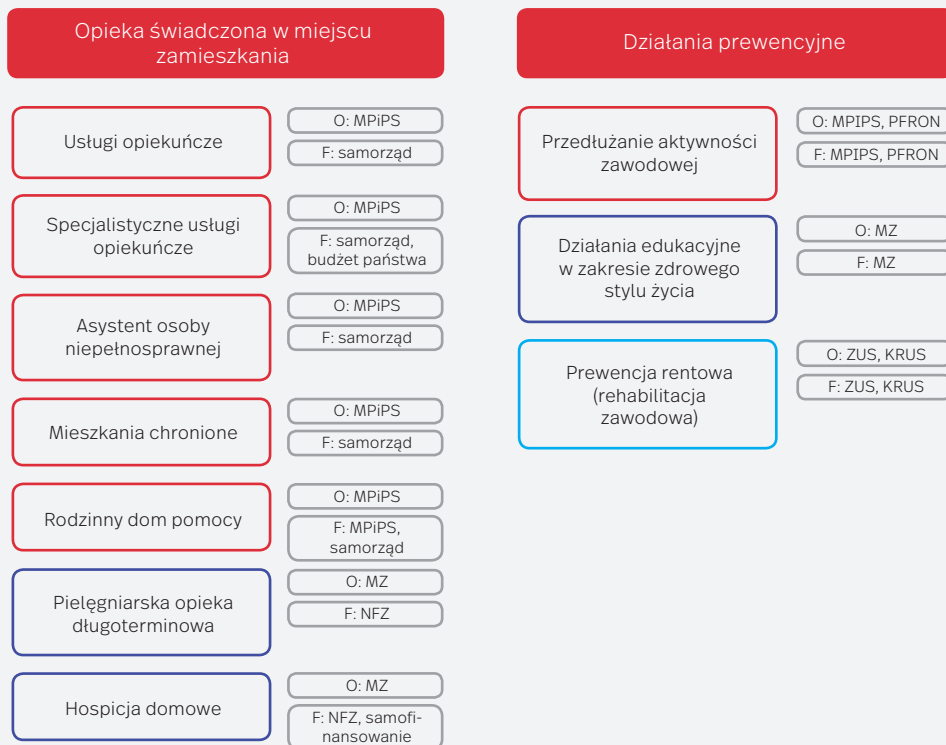 Opieka świadczona w miejscu
zamieszkania
Usługi opiekuńcze
O: MPiPS
F: samorząd
Specjalistyczne usługi
opiekuńcze
O: MPiPS
F: samorząd,
budżet państwa
Asystent osoby
niepełnosprawnej
O: MPiPS
F: samorząd
Mieszkania chronione
O: MPiPS
F: samorząd
Rodzinny dom pomocy
O: MPiPS
F: MPiPS,
samorząd
Pielęgniarska opieka
długoterminowa
O: MZ
F: NFZ
Hospicja domowe
O: MZ
F: NFZ, samofi-
nansowanie
Działania prewencyjne
Przedłużanie aktywności
zawodowej
O: MPIPS, PFRON
F: MPIPS, PFRON
Działania edukacyjne
w zakresie zdrowego
stylu życia
O: MZ
F: MZ
Prewencja rentowa
(rehabilitacja
zawodowa)
O: ZUS, KRUS
F: ZUS, KRUS